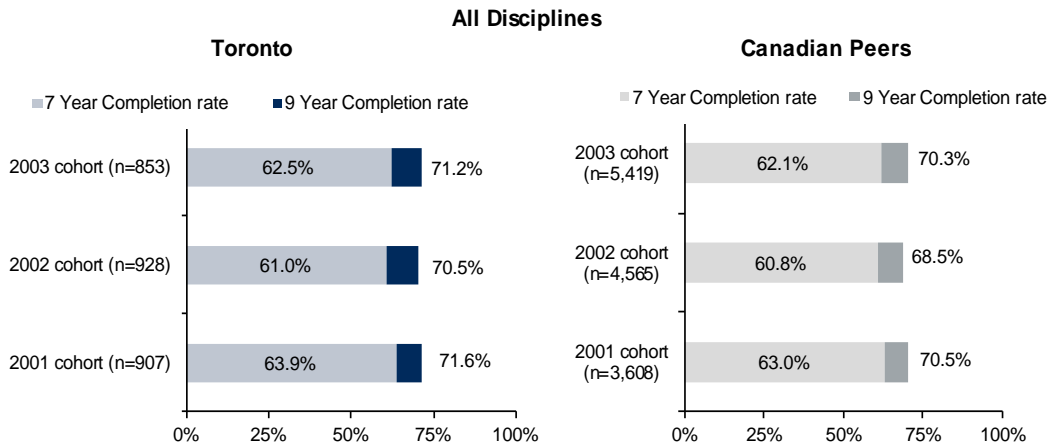 All Disciplines
Toronto
7 Year Completion rate
9 Year Completion rate
2003 cohort (n=853)
62.5%
71.2%
2002 cohort (n=928)
61.0%
70.5%
2001 cohort (n=907)
63.9%
71.6%
0%
25%
50%
75%
100%
Canadian Peers
7 Year Completion rate
9 Year Completion rate
2003 cohort
(n=5,419)
62.1%
70.3%
2002 cohort
(n=4,565)
60.8%
68.5%
2001 cohort
(n=3,608)
63.0%
70.5%
0%
25%
50%
75%
100%